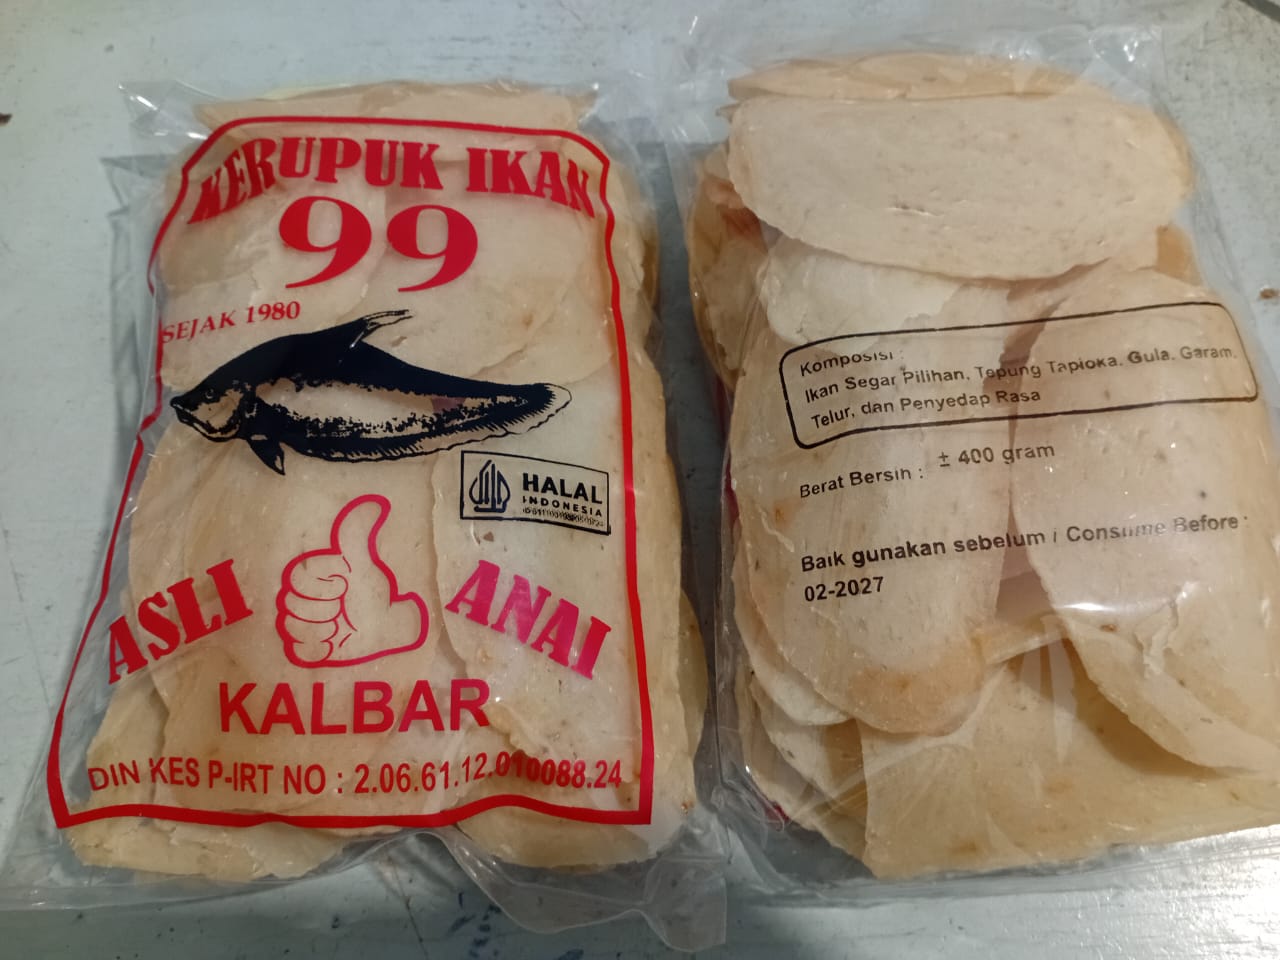 KERUPUK IKAN
99
SEJAK 1980
HALAL
INDONESIA
ASLI ANAI
KALBAR
DIN KES P-IRT NO : 2.06.61.12.010088.24
Komposisi :
Ikan Segar Pilihan, Tepung Tapioka, Gula, Garam,
Telur, dan Penyedap Rasa
Berat Bersih : ± 400 gram
Baik gunakan sebelum / Consume Before :
02-2027